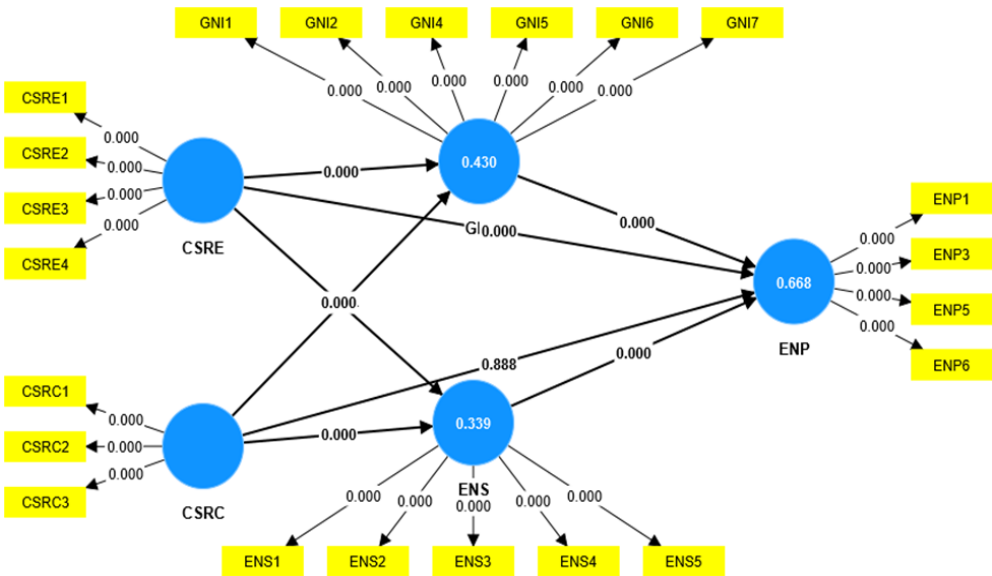 GNI1 GNI2 GNI4 GNI5 GNI6 GNI7
0.000 0.000 0.000 0.000 0.000 0.000
CSRE1
CSRE2
CSRE3
CSRE4
0.000
0.000
0.000
0.000
CSRE
0.430
0.000
GI0.000
0.000
0.000
0.888
0.000
0.000
ENP1
ENP3
ENP5
ENP6
0.000
0.000
0.000
0.000
0.668
ENP
CSRC1
CSRC2
CSRC3
0.000
0.000
0.000
CSRC
0.339
ENS
0.000 0.000 0.000 0.000 0.000
ENS1 ENS2 ENS3 ENS4 ENS5